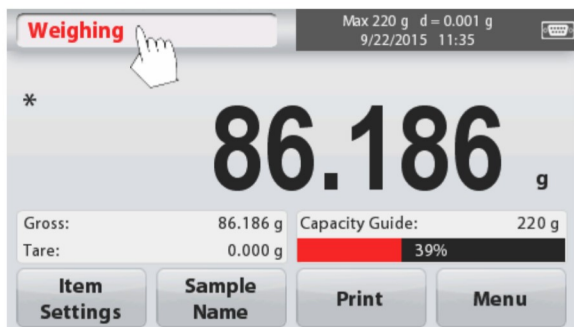 Weighing
Max 220 g d = 0.001 g
9/22/2015 11:35
*
86.186 g
Gross: 86.186 g
Tare: 0.000 g
Capacity Guide: 220 g
39%
Item Settings
Sample Name
Print
Menu